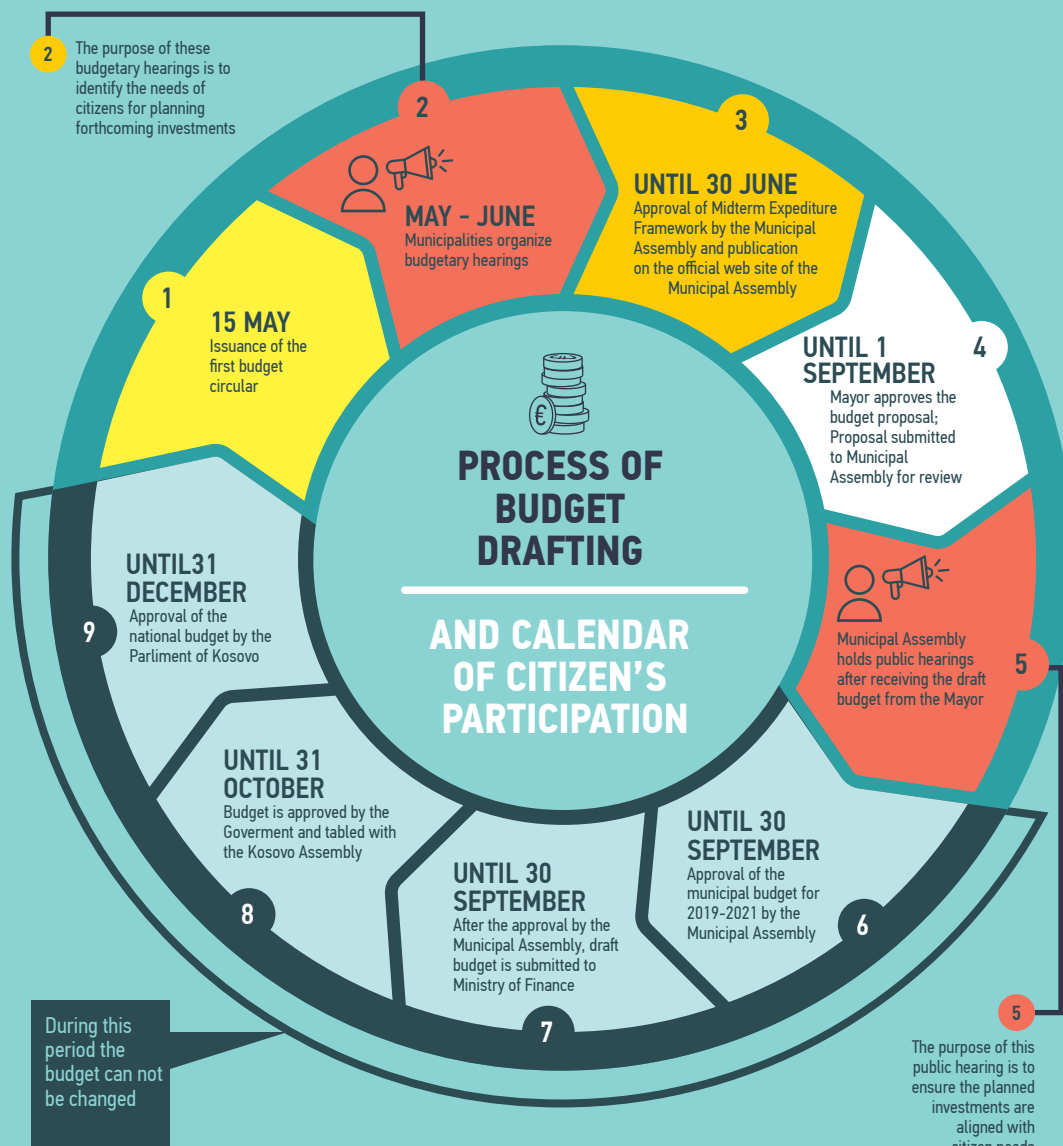 2
The purpose of these
budgetary hearings is to
identify the needs of
citizens for planning
forthcoming investments
PROCESS OF
BUDGET
DRAFTING
AND CALENDAR
OF CITIZEN'S
PARTICIPATION
€
1
15 MAY
Issuance of the
first budget
circular
2
MAY - JUNE
Municipalities organize
budgetary hearings
3
UNTIL 30 JUNE
Approval of Midterm Expediture
Framework by the Municipal
Assembly and publication
on the official web site of the
Municipal Assembly
4
UNTIL 1
SEPTEMBER
Mayor approves the
budget proposal;
Proposal submitted
to Municipal
Assembly for review
5
Municipal Assembly
holds public hearings
after receiving the draft
budget from the Mayor
6
UNTIL 30
SEPTEMBER
Approval of the
municipal budget for
2019-2021 by the
Municipal Assembly
7
UNTIL 30
SEPTEMBER
After the approval by the
Municipal Assembly, draft
budget is submitted to
Ministry of Finance
8
UNTIL 31
OCTOBER
Budget is approved by the
Goverment and tabled with
the Kosovo Assembly
9
UNTIL31
DECEMBER
Approval of the
national budget by the
Parliment of Kosovo
During this
period the
budget can not
be changed
5
The purpose of this
public hearing is to
ensure the planned
investments are
aligned with
citizen needs